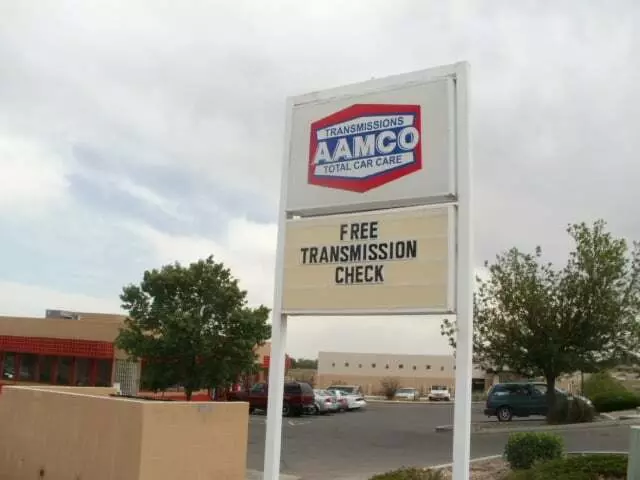 TRANSMISSIONS
AAMCO
TOTAL CAR CARE
FREE
TRANSMISSION
CHECK